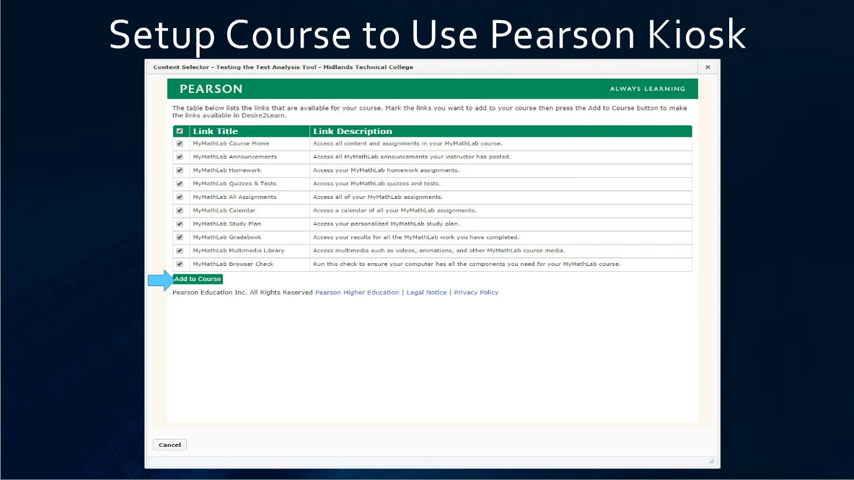 Setup Course to Use Pearson Kiosk
Content Selector - Testing the Test Analysis Tool - Midlands Technical College
PEARSON
ALWAYS LEARNING
The table below lists the links that are available for your course. Mark the links you want to add to your course then press the Add to Course button to make
the links available in Desire2Learn.
Link Title Link Description
MyMathLab Course Home Access all content and assignments in your MyMathLab course.
MyMathLab Announcements Access all MyMathLab announcements your instructor has posted.
MyMathLab Homework Access your MyMathLab homework assignments.
MyMathLab Quizzes & Tests Access your MyMathLab quizzes and tests.
MyMathLab All Assignments Access all of your MyMathLab assignments.
MyMathLab Calendar Access a calendar of all your MyMathLab assignments.
MyMathLab Study Plan Access your personalized MyMathLab study plan.
MyMathLab Gradebook Access your results for all the MyMathLab work you have completed.
MyMathLab Multimedia Library Access multimedia such as videos, animations, and other MyMathLab course media.
MyMathLab Browser Check Run this check to ensure your computer has all the components you need for your MyMathLab course.
Add to Course
Pearson Education Inc. All Rights Reserved Pearson Higher Education | Legal Notice | Privacy Policy
Cancel